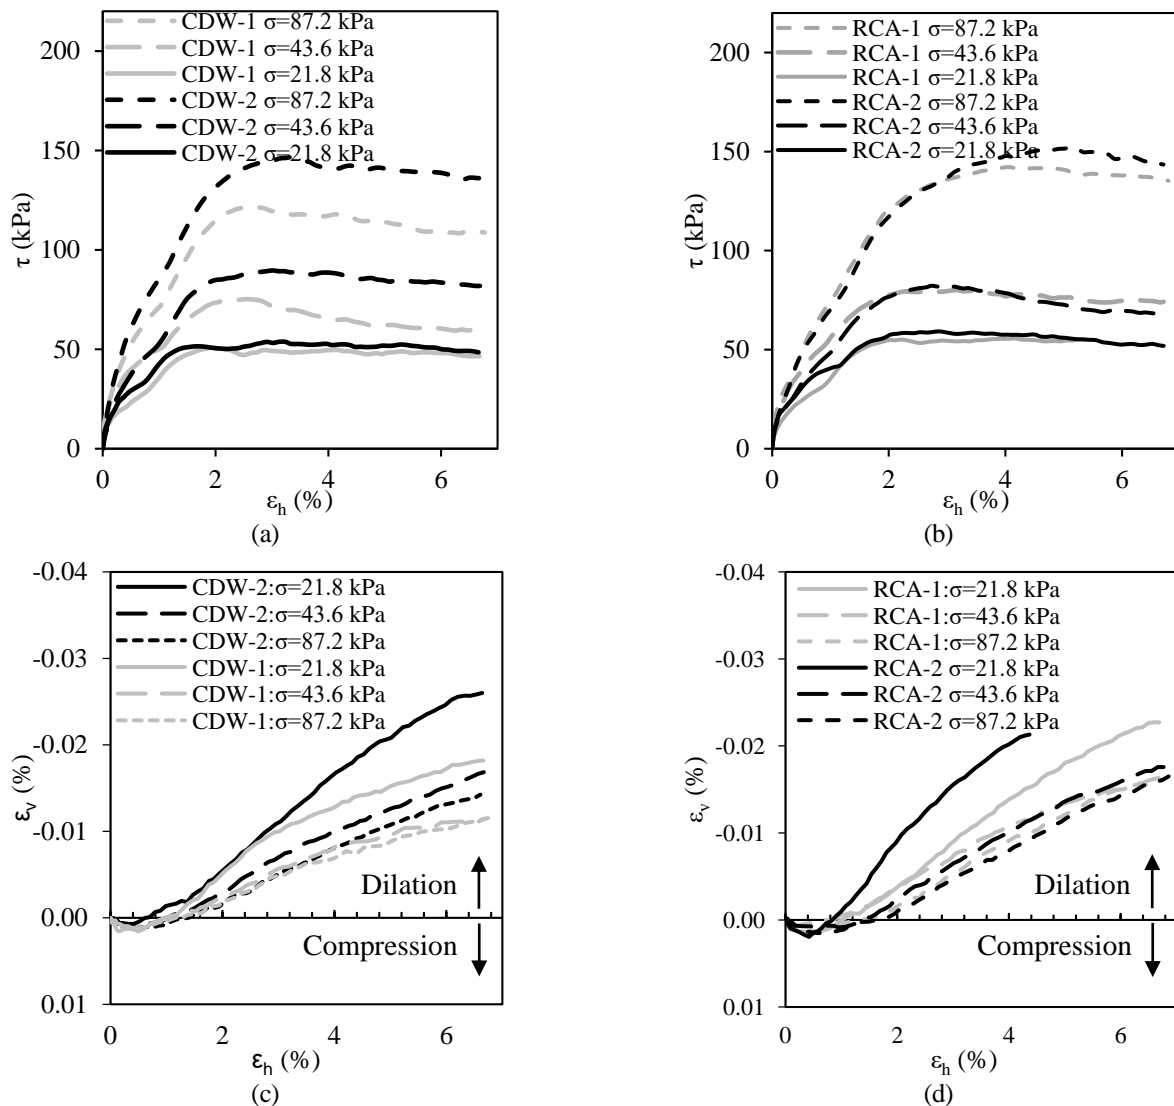 CDW-1 σ=87.2 kPa
CDW-1 σ=43.6 kPa
CDW-1 σ=21.8 kPa
CDW-2 σ=87.2 kPa
CDW-2 σ=43.6 kPa
CDW-2 σ=21.8 kPa
200
150
100
50
0
τ (kPa)
0 2 4 6
εh (%)
(a)
RCA-1 σ=87.2 kPa
RCA-1 σ=43.6 kPa
RCA-1 σ=21.8 kPa
RCA-2 σ=87.2 kPa
RCA-2 σ=43.6 kPa
RCA-2 σ=21.8 kPa
200
150
100
50
0
τ (kPa)
0 2 4 6
εh (%)
(b)
CDW-2:σ=21.8 kPa
CDW-2:σ=43.6 kPa
CDW-2:σ=87.2 kPa
CDW-1:σ=21.8 kPa
CDW-1:σ=43.6 kPa
CDW-1:σ=87.2 kPa
-0.04
-0.03
-0.02
-0.01
0.00
0.01
εv (%)
Dilation
Compression
0 2 4 6
εh (%)
(c)
RCA-1:σ=21.8 kPa
RCA-1:σ=43.6 kPa
RCA-1:σ=87.2 kPa
RCA-2 σ=21.8 kPa
RCA-2 σ=43.6 kPa
RCA-2 σ=87.2 kPa
-0.04
-0.03
-0.02
-0.01
0.00
0.01
εv (%)
Dilation
Compression
0 2 4 6
εh (%)
(d)